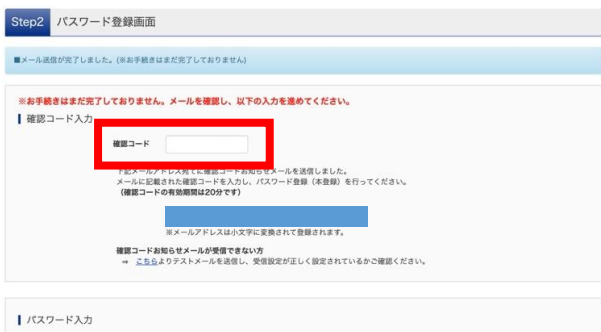 Step2 パスワード登録画面
■メール送信が完了しました。(※お手続きはまだ完了しておりません)
※お手続きはまだ完了しておりません。メールを確認し、以下の入力を進めてください。
確認コード入力
確認コード
下記メールアドレス宛てに確認コードお知らせメールを送信しました。
メールに記載された確認コードを入力し、パスワード登録（本登録）を行ってください。
（確認コードの有効期間は20分です）
※メールアドレスは小文字に変換されて登録されます。
確認コードお知らせメールが受信できない方
⇒ こちらよりテストメールを送信し、受信設定が正しく設定されているかご確認ください。
パスワード入力